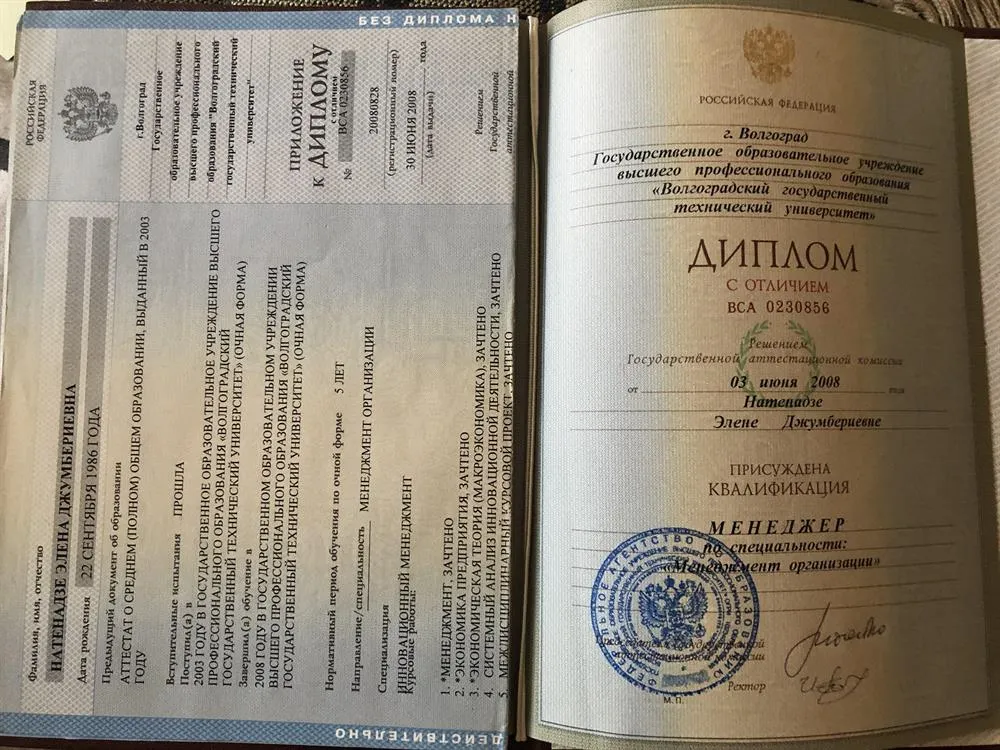 БЕЗ ДИПЛОМА Н
РОССИЙСКАЯ
ФЕДЕРАЦИЯ
г.Волгоград
Государственное
образовательное учреждение
высшего профессионального
образования "Волгоградский
государственный технический
университет"
ПРИЛОЖЕНИЕ
к ДИПЛОМУ
с отличием
№ ВСА 0230856
20080828
(регистрационный номер)
30 ИЮНЯ 2008 года
(дата выдачи)
Решением
Государственной
аттестационной
Фамилия, имя, отчество
НАТЕНАДЗЕ ЭЛЕНА ДЖУМБЕРИЕВНА
Дата рождения 22 СЕНТЯБРЯ 1986 ГОДА
Предыдущий документ об образовании
АТТЕСТАТ О СРЕДНЕМ (ПОЛНОМ) ОБЩЕМ ОБРАЗОВАНИИ, ВЫДАННЫЙ В 2003
ГОДУ
Вступительные испытания ПРОШЛА
Поступил(а) в
2003 ГОДУ В ГОСУДАРСТВЕННОЕ ОБРАЗОВАТЕЛЬНОЕ УЧРЕЖДЕНИЕ ВЫСШЕГО
ПРОФЕССИОНАЛЬНОГО ОБРАЗОВАНИЯ «ВОЛГОГРАДСКИЙ
ГОСУДАРСТВЕННЫЙ ТЕХНИЧЕСКИЙ УНИВЕРСИТЕТ» (ОЧНАЯ ФОРМА)
Завершил(а) обучение в
2008 ГОДУ В ГОСУДАРСТВЕННОМ ОБРАЗОВАТЕЛЬНОМ УЧРЕЖДЕНИИ
ВЫСШЕГО ПРОФЕССИОНАЛЬНОГО ОБРАЗОВАНИЯ «ВОЛГОГРАДСКИЙ
ГОСУДАРСТВЕННЫЙ ТЕХНИЧЕСКИЙ УНИВЕРСИТЕТ» (ОЧНАЯ ФОРМА)
Нормативный период обучения по очной форме 5 ЛЕТ
Направление/специальность МЕНЕДЖМЕНТ ОРГАНИЗАЦИИ
Специализация
ИННОВАЦИОННЫЙ МЕНЕДЖМЕНТ
Курсовые работы:
1. *МЕНЕДЖМЕНТ, ЗАЧТЕНО
2. *ЭКОНОМИКА ПРЕДПРИЯТИЯ, ЗАЧТЕНО
3. *ЭКОНОМИЧЕСКАЯ ТЕОРИЯ (МАКРОЭКОНОМИКА), ЗАЧТЕНО
4. СИСТЕМНЫЙ АНАЛИЗ ИННОВАЦИОННОЙ ДЕЯТЕЛЬНОСТИ, ЗАЧТЕНО
5. МЕЖДИСЦИПЛИНАРНЫЙ КУРСОВОЙ ПРОЕКТ, ЗАЧТЕНО
ДЕЙСТВИТЕЛЬНО
РОССИЙСКАЯ ФЕДЕРАЦИЯ
г. Волгоград
Государственное образовательное учреждение
высшего профессионального образования
«Волгоградский государственный
технический университет»
ДИПЛОМ
С ОТЛИЧИЕМ
ВСА 0230856
Решением
Государственной аттестационной комиссии
от 03 июня 2008 года
Натенадзе
Элене Джумбериевне
ПРИСУЖДЕНА
КВАЛИФИКАЦИЯ
МЕНЕДЖЕР
по специальности:
«Менеджмент организации»
Председатель Государственной
аттестационной комиссии
Ректор
М.П.